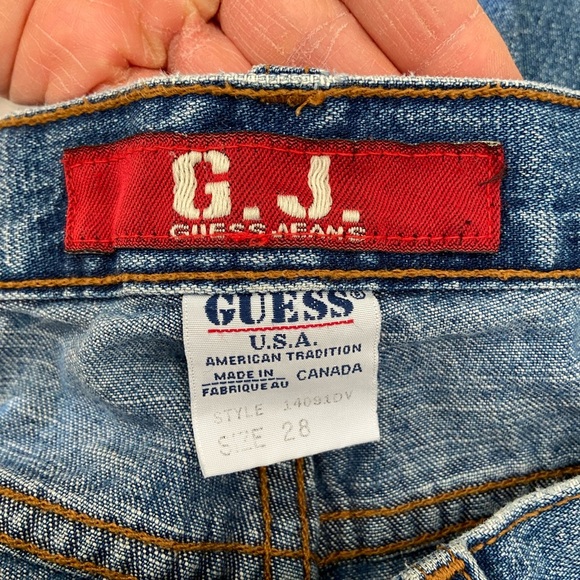 G.J.
GUESS JEANS
GUESS®
U.S.A.
AMERICAN TRADITION
MADE IN
FABRIQUE AU CANADA
STYLE 14091DV
SIZE 28